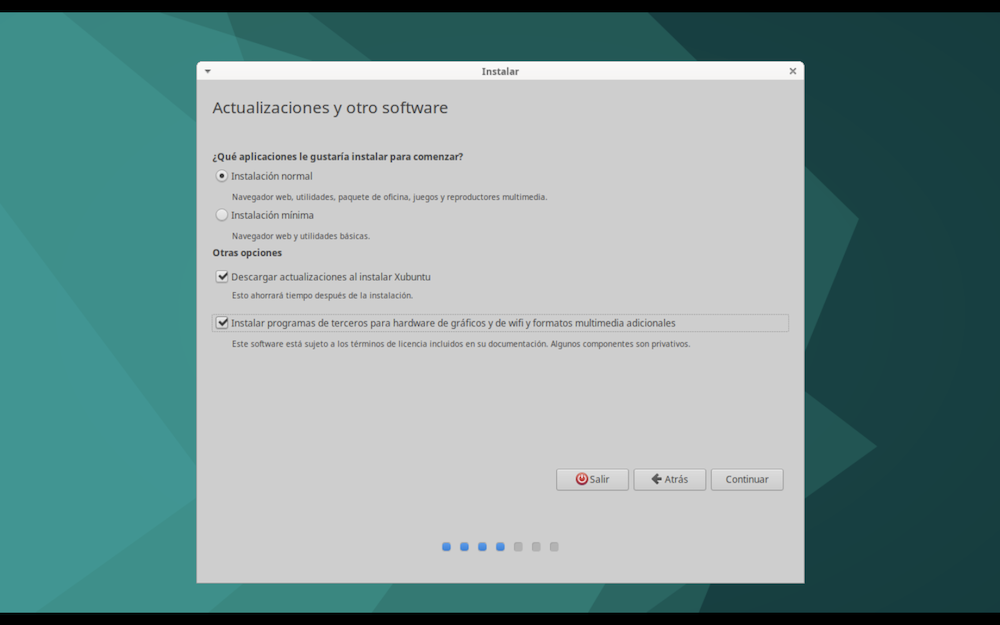 Instalar
Actualizaciones y otro software
¿Qué aplicaciones le gustaría instalar para comenzar?
Instalación normal
Navegador web, utilidades, paquete de oficina, juegos y reproductores multimedia.
Instalación mínima
Navegador web y utilidades básicas.
Otras opciones
Descargar actualizaciones al instalar Xubuntu
Esto ahorrará tiempo después de la instalación.
Instalar programas de terceros para hardware de gráficos y de wifi y formatos multimedia adicionales
Este software está sujeto a los términos de licencia incluidos en su documentación. Algunos componentes son privativos.
Salir Atrás Continuar